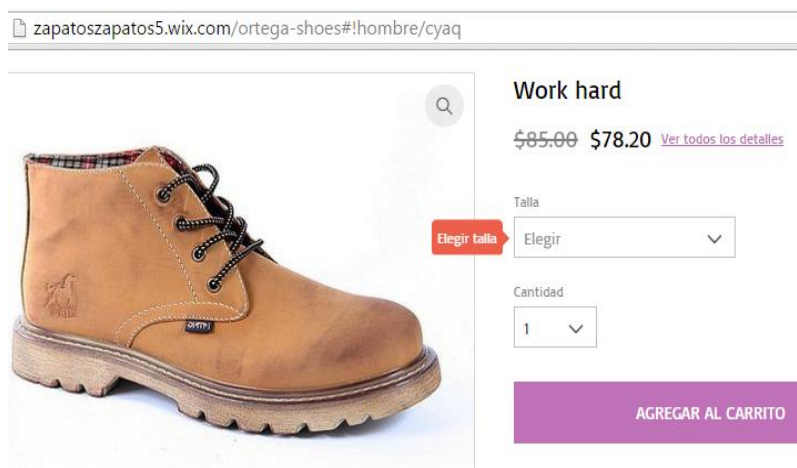 zapatoszapatos5.wix.com/ortega-shoes#!hombre/cyaq
Work hard
$85.00 $78.20 Ver todos los detalles
Talla
Elegir talla
Elegir
Cantidad
1
AGREGAR AL CARRITO